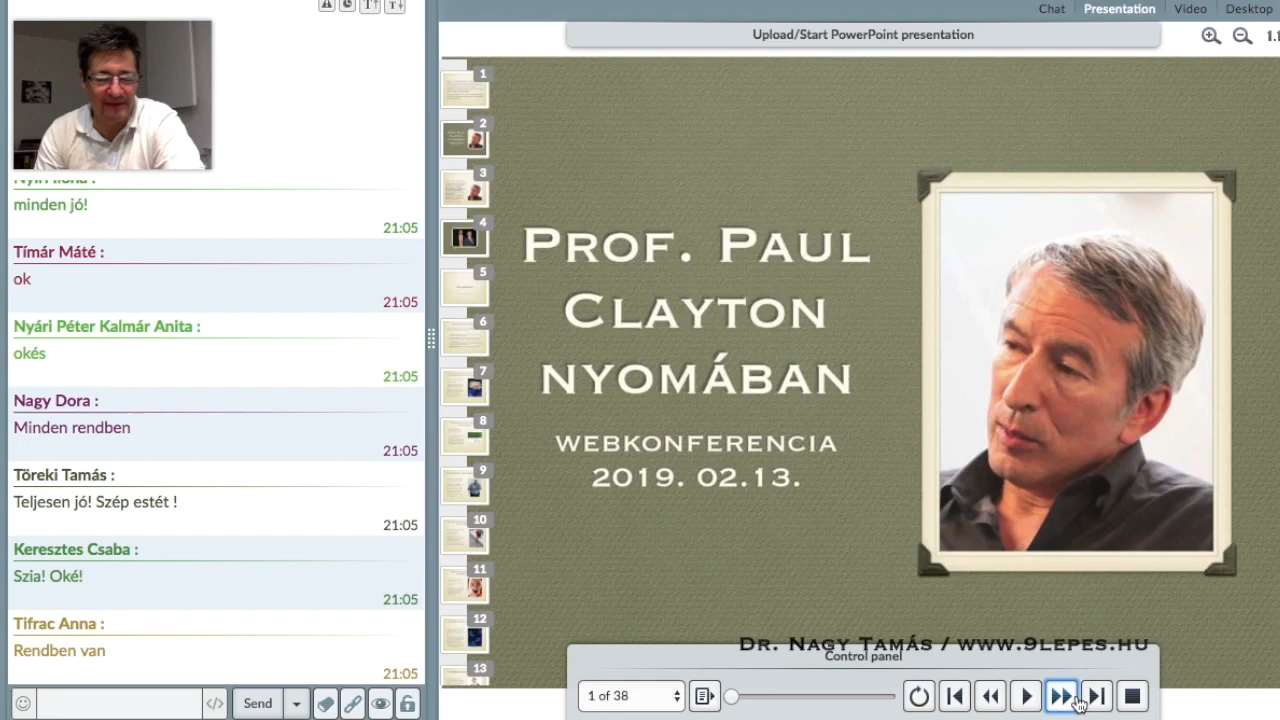 Chat
Presentation
Video
Desktop
Upload/Start PowerPoint presentation
minden jó!
21:05
Tímár Máté :
ok
21:05
Nyári Péter Kalmár Anita :
okés
21:05
Nagy Dora :
Minden rendben
21:05
Töreki Tamás :
Teljesen jó! Szép estét !
21:05
Keresztes Csaba :
Szia! Oké!
21:05
Tifrac Anna :
Rendben van
21:05
Send
1
2
3
4
5
6
7
8
9
10
11
12
13
Prof. Paul
Clayton
nyomában
webkonferencia
2019. 02.13.
Dr. Nagy Tamás / www.9lepes.hu
Control panel
1 of 38